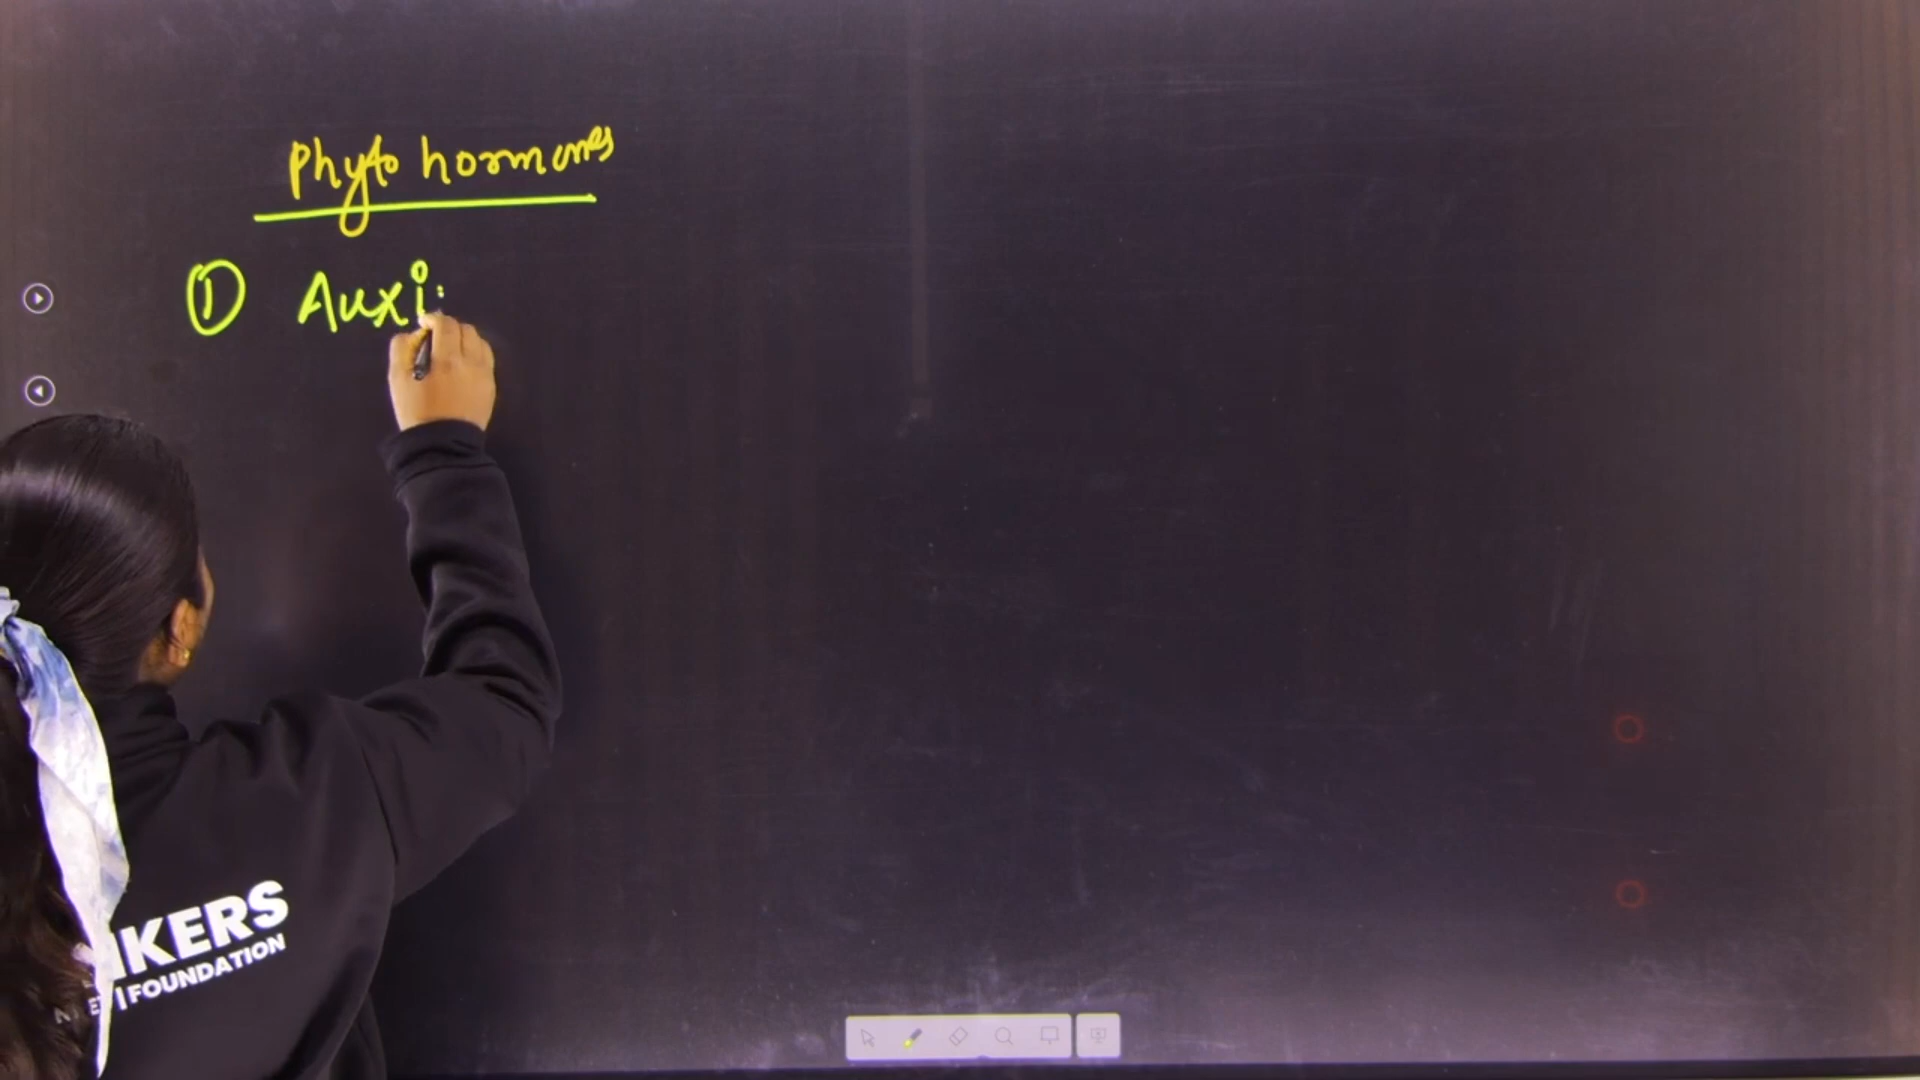 Phyto hormones
① Auxi
KERS
FOUNDATION